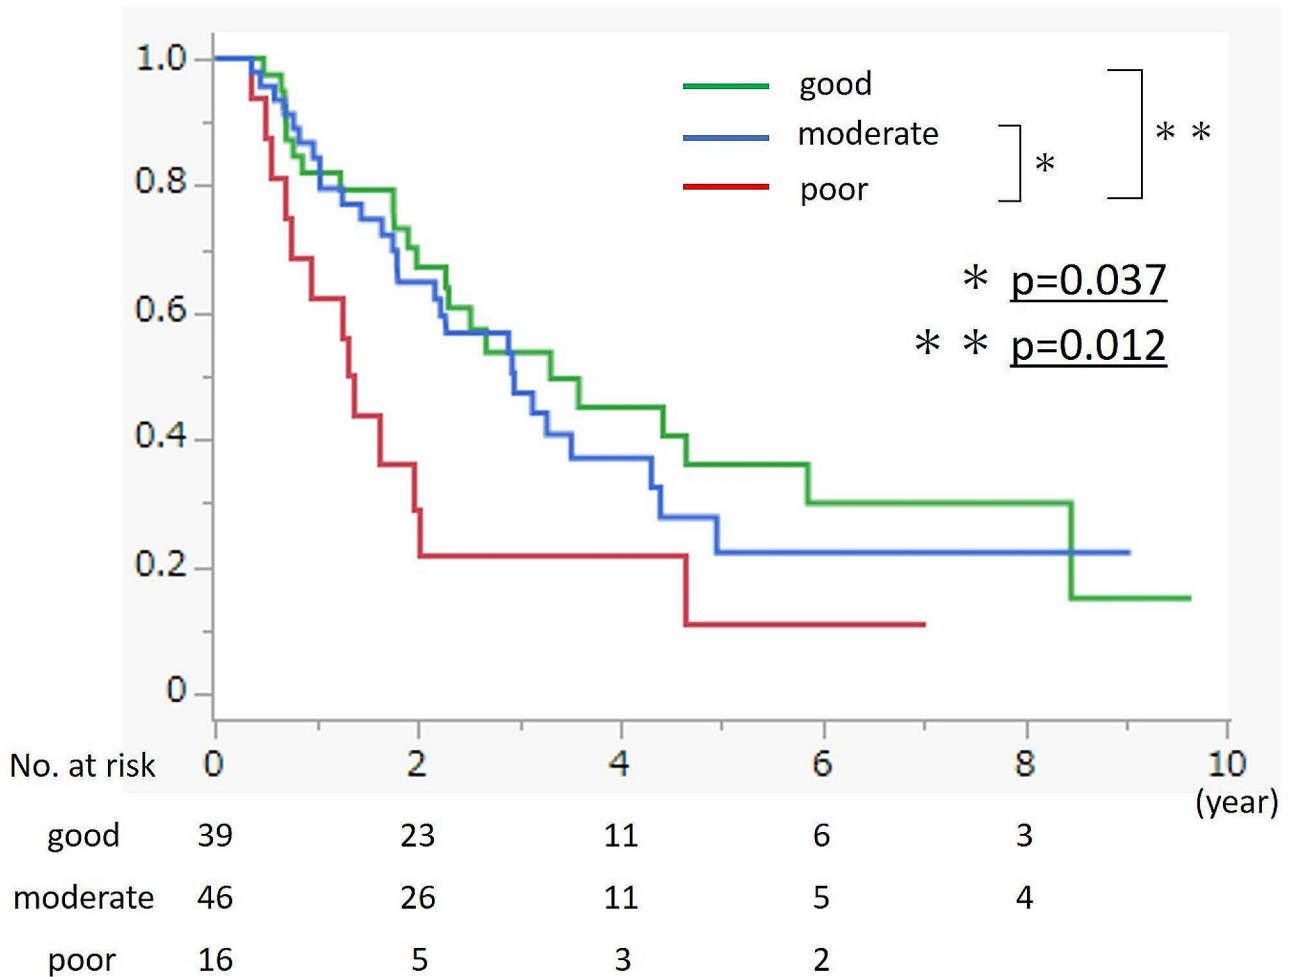 1.0
0.8
0.6
0.4
0.2
0
good
moderate
poor
*
* *
* p=0.037
* * p=0.012
No. at risk 0 2 4 6 8 10
(year)
good 39 23 11 6 3
moderate 46 26 11 5 4
poor 16 5 3 2